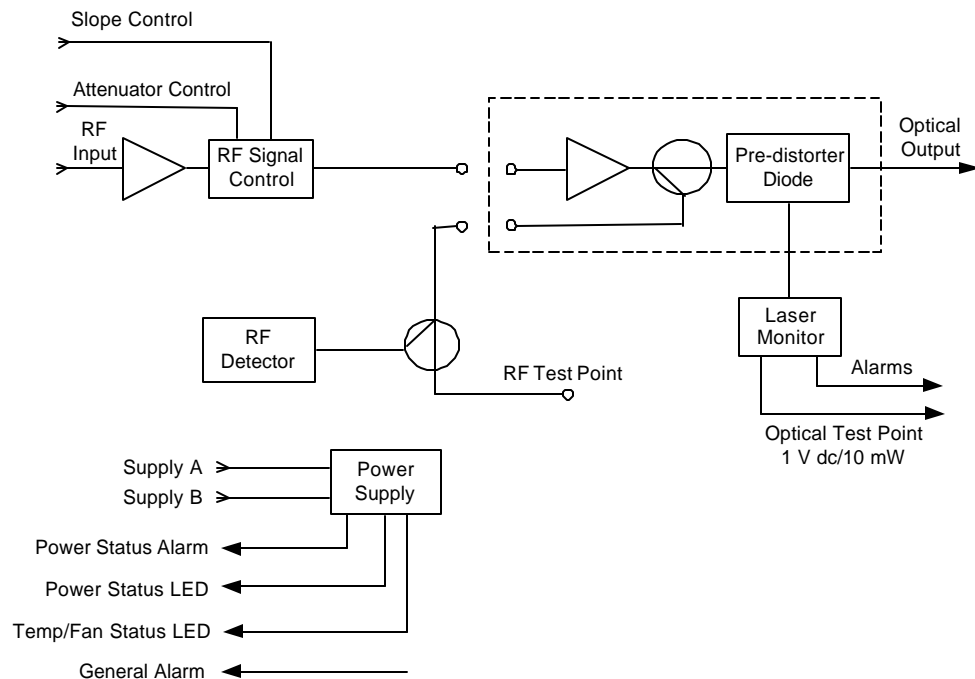 Slope Control
Attenuator Control
RF
Input
RF Signal
Control
Pre-distorter
Diode
Optical
Output
Laser
Monitor
RF
Detector
RF Test Point
Alarms
Optical Test Point
1 V dc/10 mW
Supply A
Supply B
Power
Supply
Power Status Alarm
Power Status LED
Temp/Fan Status LED
General Alarm